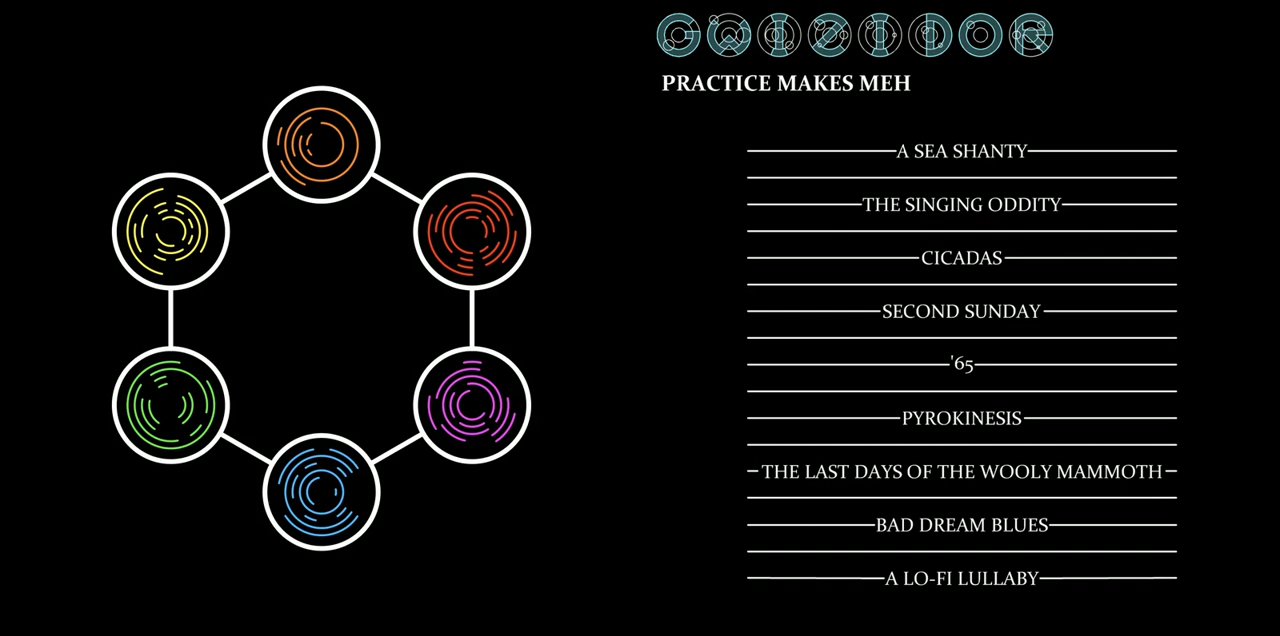 PRACTICE MAKES MEH
A SEA SHANTY
THE SINGING ODDITY
CICADAS
SECOND SUNDAY
'65
PYROKINESIS
THE LAST DAYS OF THE WOOLY MAMMOTH
BAD DREAM BLUES
A LO-FI LULLABY